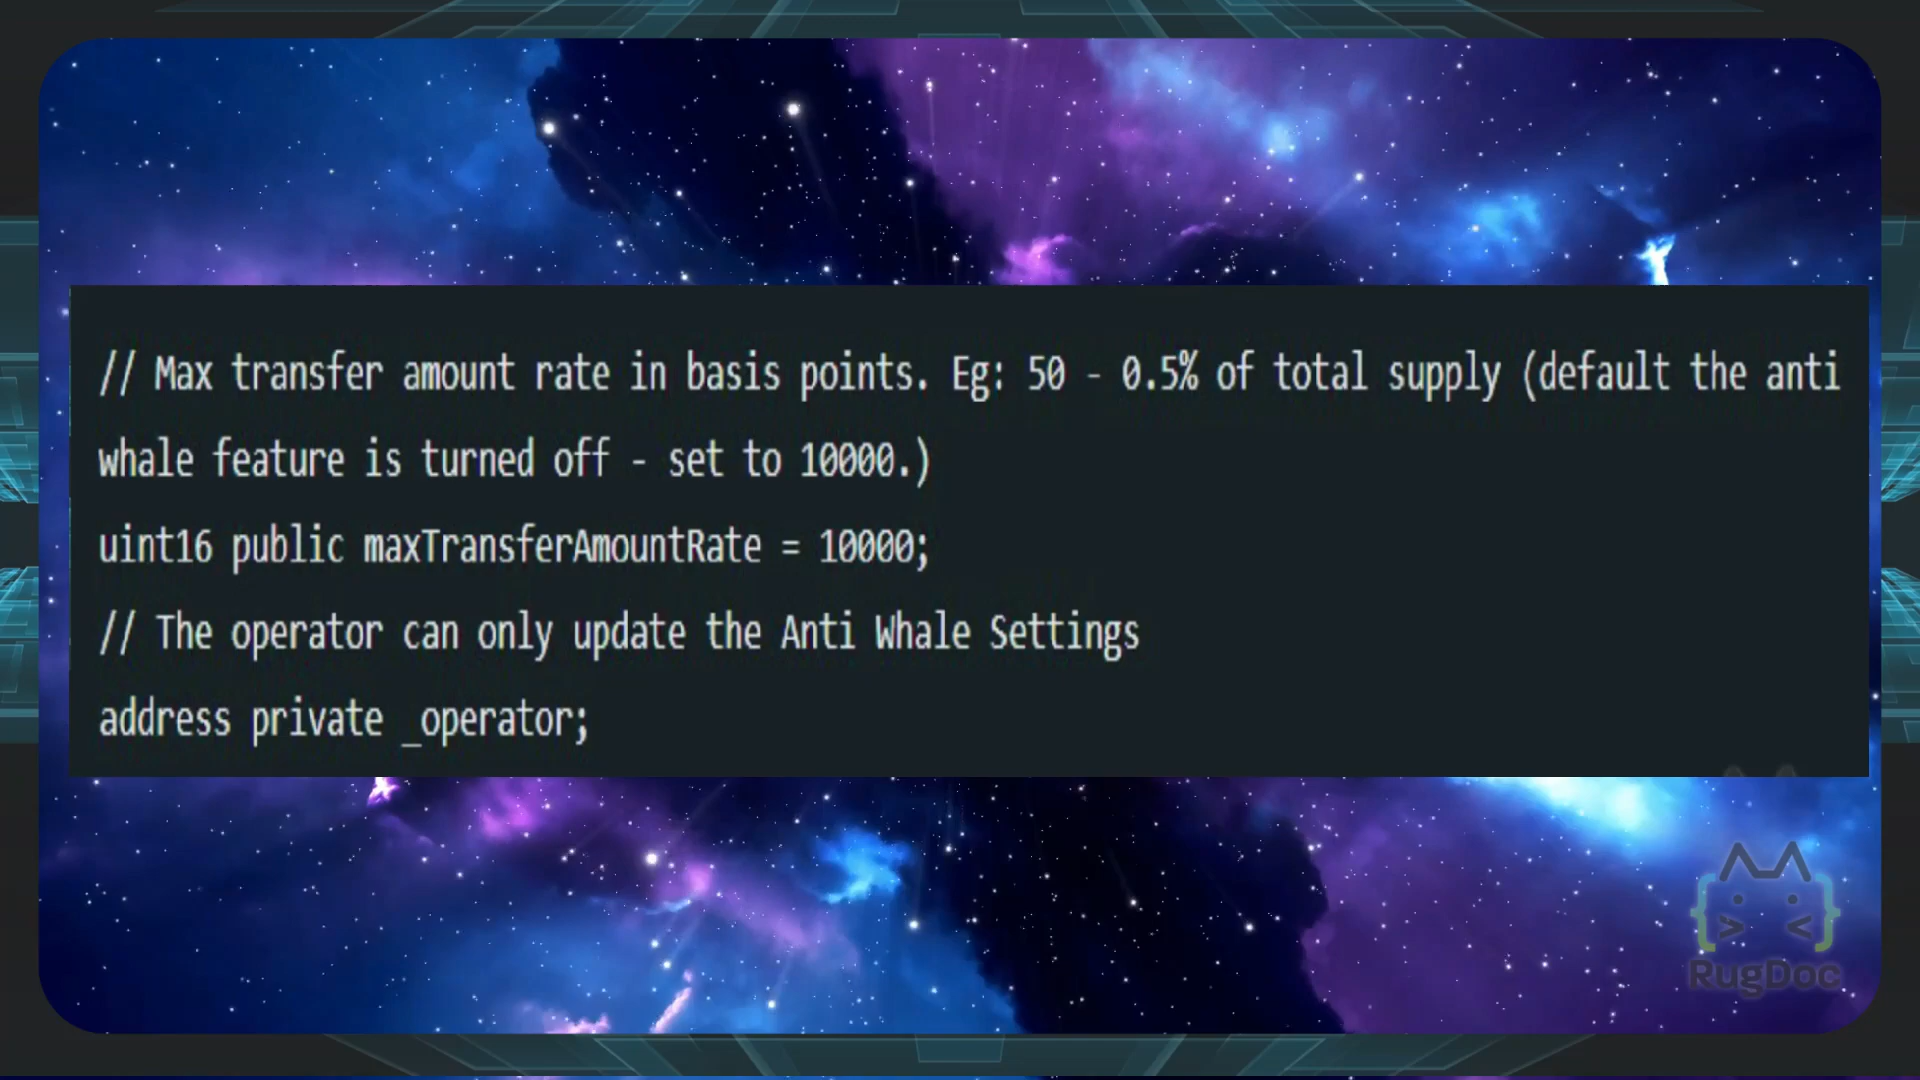 // Max transfer amount rate in basis points. Eg: 50 - 0.5% of total supply (default the anti
whale feature is turned off - set to 10000.)
uint16 public maxTransferAmountRate = 10000;
// The operator can only update the Anti Whale Settings
address private _operator;
RugDoc